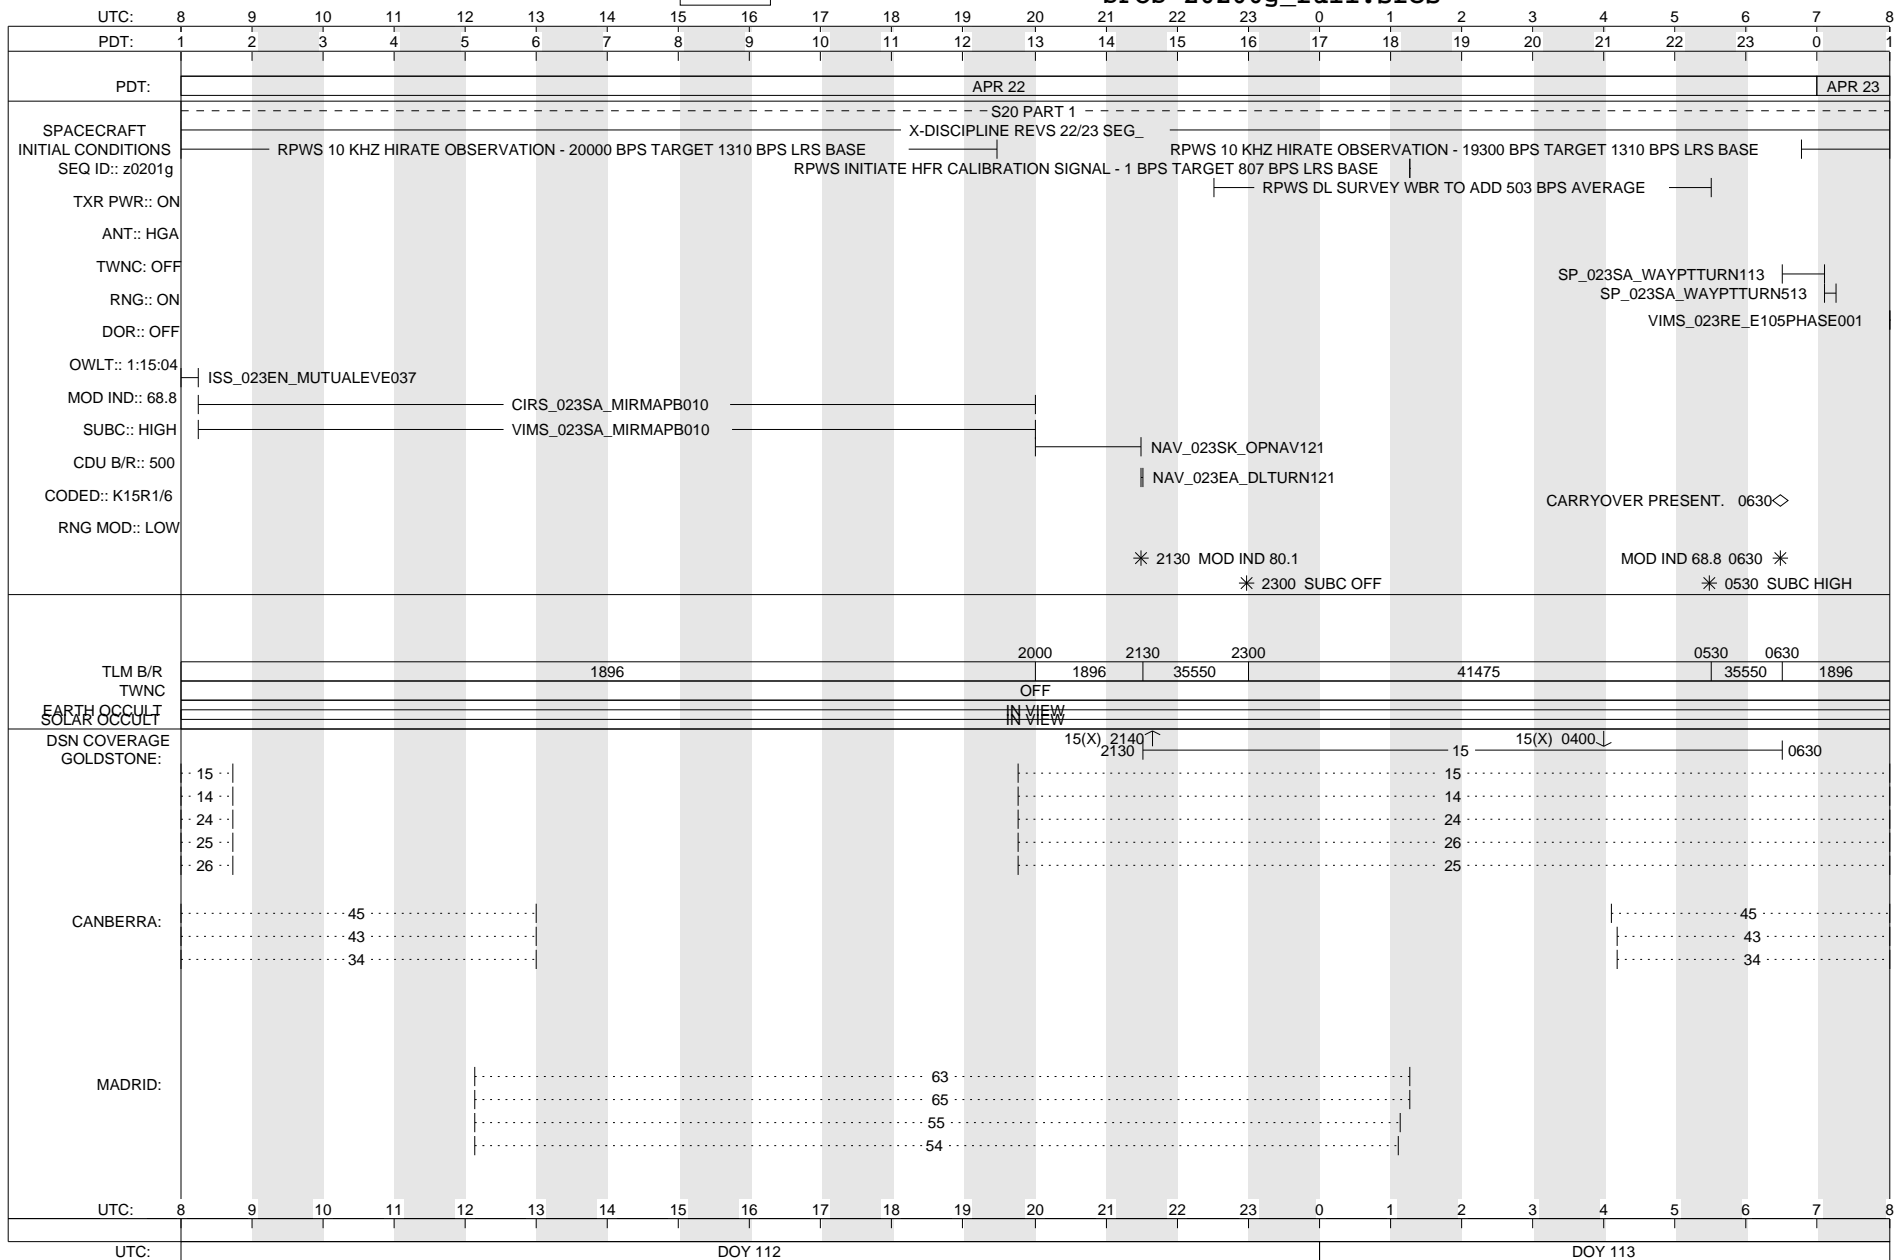 UTC: 8 9 10 11 12 13 14 15 16 17 18 19 20 21 22 23 0 1 2 3 4 5 6 7 8
PDT: 1 2 3 4 5 6 7 8 9 10 11 12 13 14 15 16 17 18 19 20 21 22 23 0 1
PDT: APR 22 APR 23
S20 PART 1
SPACECRAFT X-DISCIPLINE REVS 22/23 SEG_
INITIAL CONDITIONS RPWS 10 KHZ HIRATE OBSERVATION - 20000 BPS TARGET 1310 BPS LRS BASE RPWS 10 KHZ HIRATE OBSERVATION - 19300 BPS TARGET 1310 BPS LRS BASE
SEQ ID:: z0201g RPWS INITIATE HFR CALIBRATION SIGNAL - 1 BPS TARGET 807 BPS LRS BASE
RPWS DL SURVEY WBR TO ADD 503 BPS AVERAGE
TXR PWR:: ON
ANT:: HGA
TWNC: OFF
SP_023SA_WAYPTTURN113
RNG:: ON SP_023SA_WAYPTTURN513
VIMS_023RE_E105PHASE001
DOR:: OFF
OWLT:: 1:15:04
ISS_023EN_MUTUALEVE037
MOD IND:: 68.8
CIRS_023SA_MIRMAPB010
SUBC:: HIGH VIMS_023SA_MIRMAPB010
NAV_023SK_OPNAV121
CDU B/R:: 500
NAV_023EA_DLTURN121
CODED:: K15R1/6 CARRYOVER PRESENT. 0630
RNG MOD:: LOW
2130 MOD IND 80.1 MOD IND 68.8 0630
2300 SUBC OFF 0530 SUBC HIGH
2000 2130 2300 0530 0630
TLM B/R 1896 1896 35550 41475 35550 1896
TWNC OFF
EARTH OCCULT IN VIEW
SOLAR OCCULT IN VIEW
DSN COVERAGE 15(X) 2140 15(X) 0400
GOLDSTONE: 2130 15 0630
15 15
14 14
24 24
25 26
26 25
CANBERRA: 45 45
43 43
34 34
MADRID: 63
65
55
54
UTC: 8 9 10 11 12 13 14 15 16 17 18 19 20 21 22 23 0 1 2 3 4 5 6 7 8
UTC: DOY 112 DOY 113